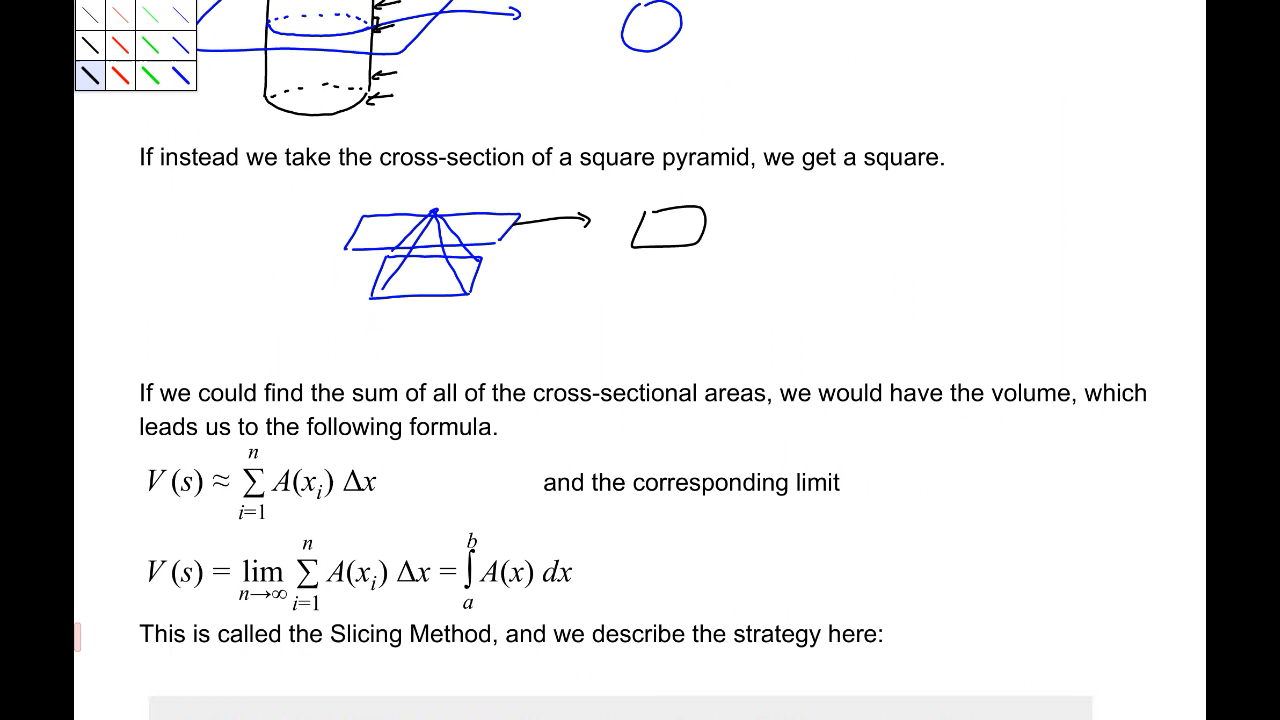 If instead we take the cross-section of a square pyramid, we get a square.
If we could find the sum of all of the cross-sectional areas, we would have the volume, which
leads us to the following formula.
V(s) ≈ ∑_{i=1}^{n} A(x_i) Δx and the corresponding limit
V(s) = lim_{n→∞} ∑_{i=1}^{n} A(x_i) Δx = ∫_a^b A(x) dx
This is called the Slicing Method, and we describe the strategy here: